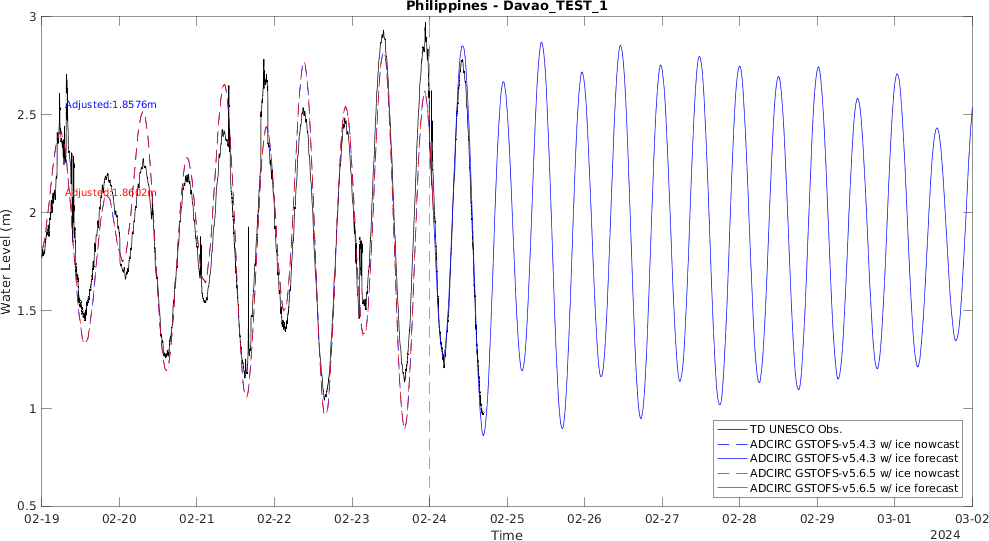 Philippines - Davao_TEST_1
Water Level (m)
3
2.5
2
1.5
1
0.5
Adjusted:1.8576m
Adjusted:1.8602m
TD UNESCO Obs.
ADCIRC GSTOFS-v5.4.3 w/ ice nowcast
ADCIRC GSTOFS-v5.4.3 w/ ice forecast
ADCIRC GSTOFS-v5.6.5 w/ ice nowcast
ADCIRC GSTOFS-v5.6.5 w/ ice forecast
02-19 02-20 02-21 02-22 02-23 02-24 02-25 02-26 02-27 02-28 02-29 03-01 03-02
Time
2024